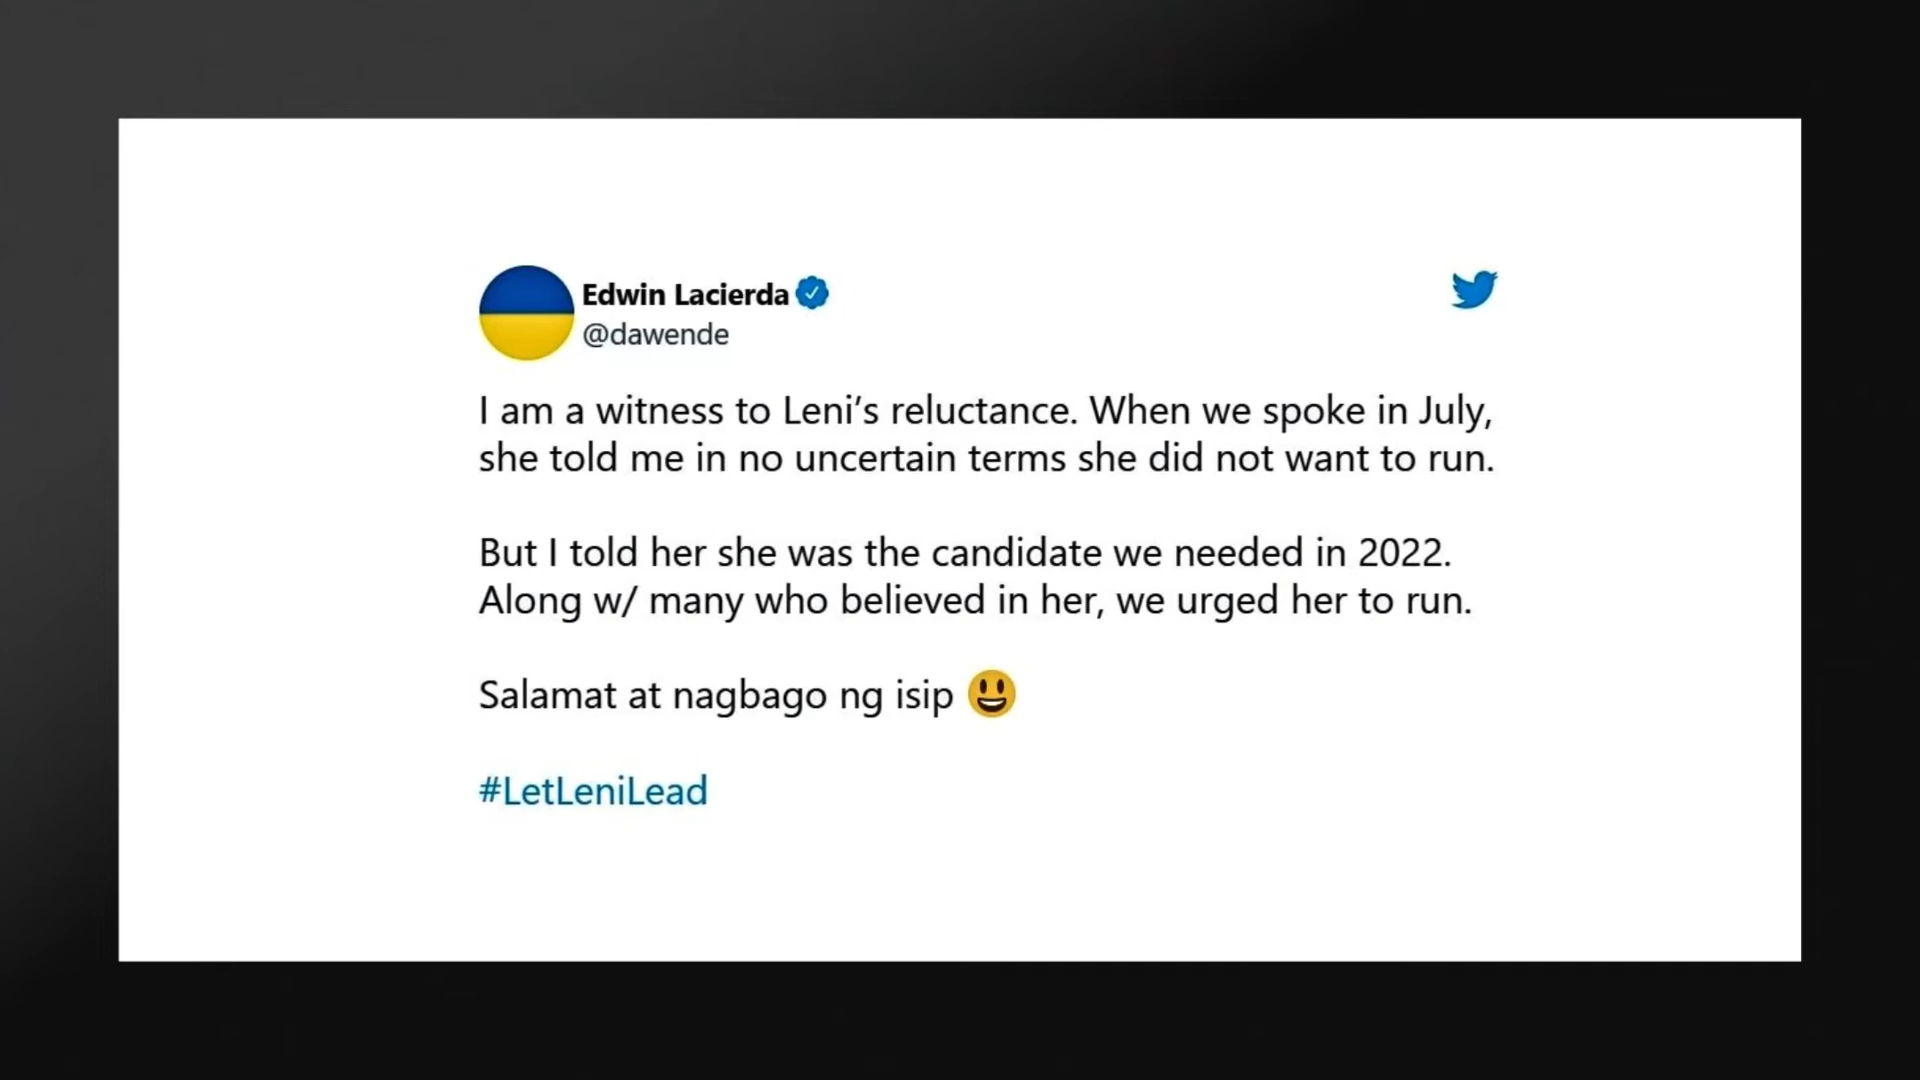 Edwin Lacierda
@dawende
I am a witness to Leni’s reluctance. When we spoke in July,
she told me in no uncertain terms she did not want to run.
But I told her she was the candidate we needed in 2022.
Along w/ many who believed in her, we urged her to run.
Salamat at nagbago ng isip 😃
#LetLeniLead